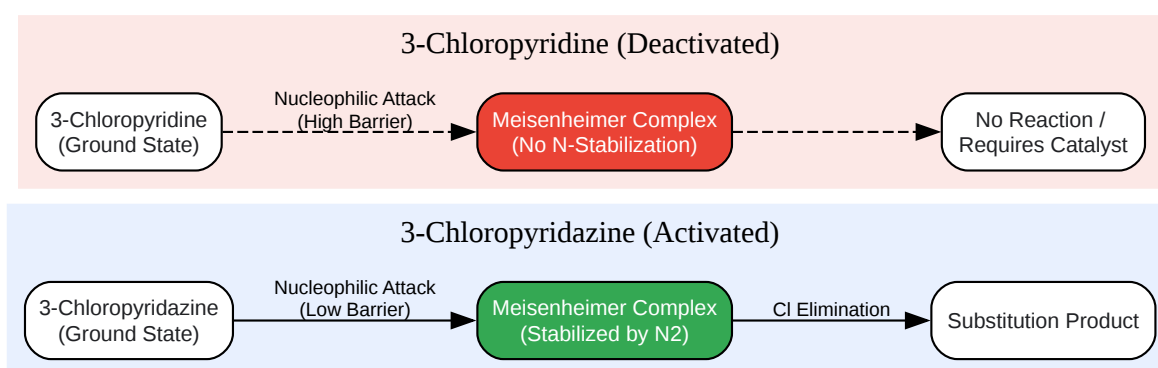 3-Chloropyridine (Deactivated)
3-Chloropyridine
(Ground State)
Nucleophilic Attack
(High Barrier)
Meisenheimer Complex
(No N-Stabilization)
No Reaction /
Requires Catalyst
3-Chloropyridazine (Activated)
3-Chloropyridazine
(Ground State)
Nucleophilic Attack
(Low Barrier)
Meisenheimer Complex
(Stabilized by N2)
Cl Elimination
Substitution Product